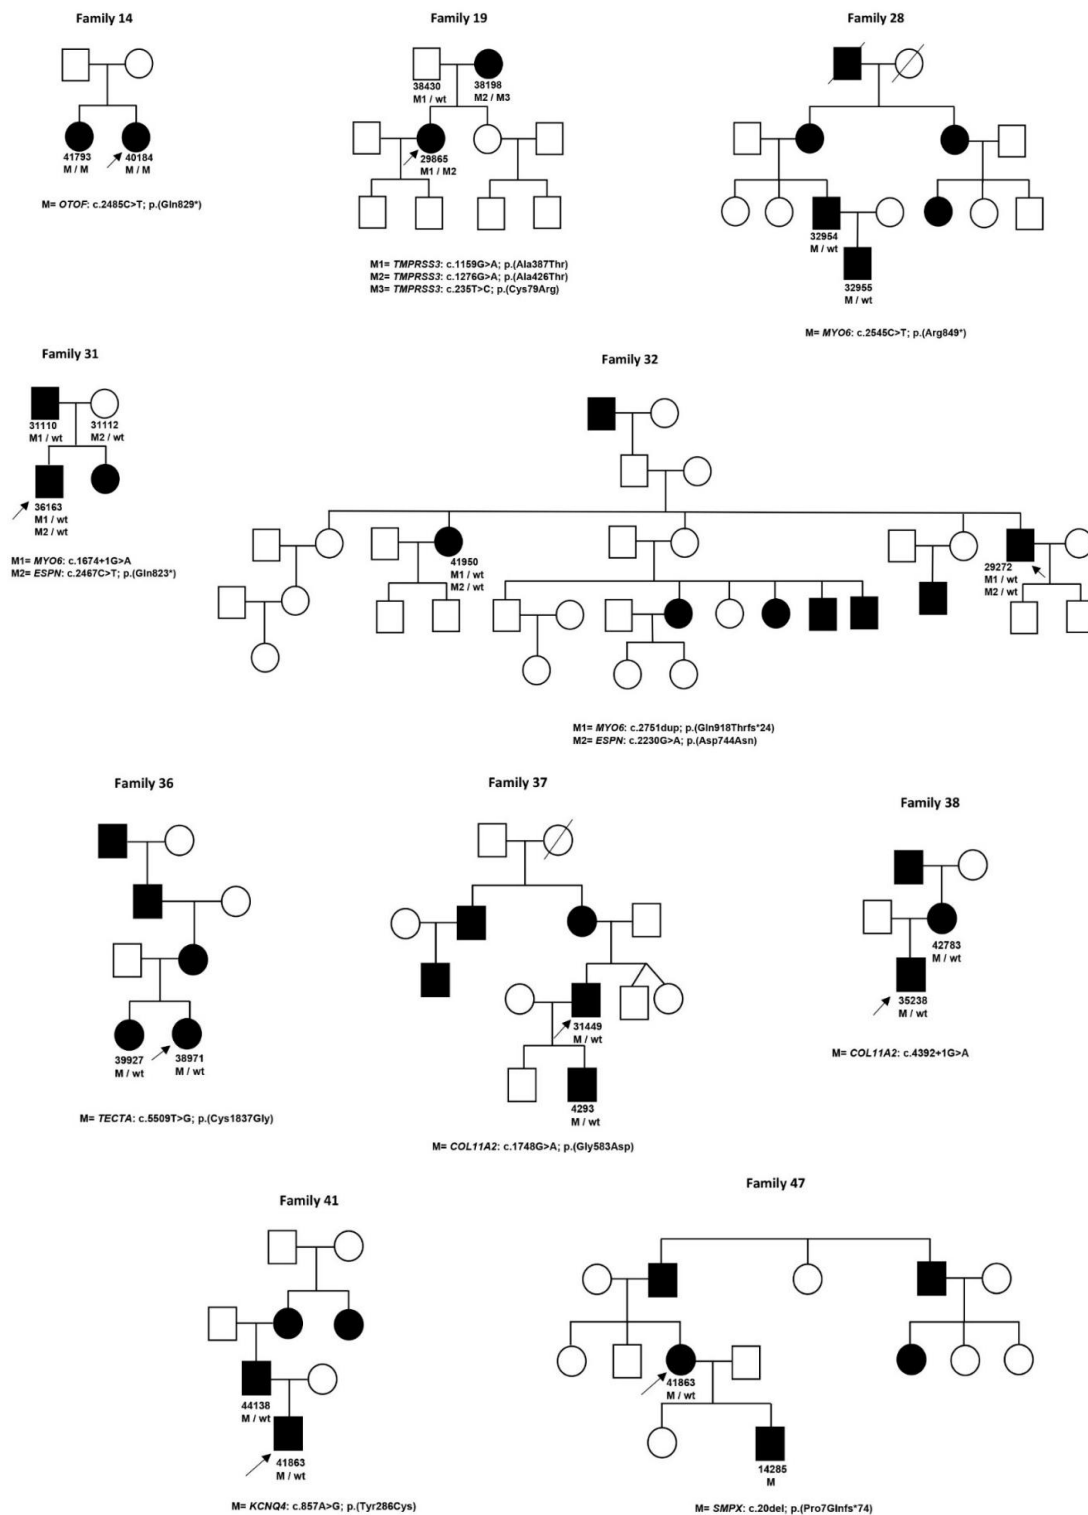 Family 14
Family 19
Family 28
41793
M / M
40184
M / M
M= OTOF: c.2485C>T; p.(Gln829*)
38430
M1 / wt
38198
M2 / M3
29865
M1 / M2
M1= TMPRSS3: c.1159G>A; p.(Ala387Thr)
M2= TMPRSS3: c.1276G>A; p.(Ala426Thr)
M3= TMPRSS3: c.235T>C; p.(Cys79Arg)
32954
M / wt
32955
M / wt
M= MYO6: c.2545C>T; p.(Arg849*)
Family 31
Family 32
31110
M1 / wt
31112
M2 / wt
36163
M1 / wt
M2 / wt
M1= MYO6: c.1674+1G>A
M2= ESPN: c.2467C>T; p.(Gln823*)
41950
M1 / wt
M2 / wt
29272
M1 / wt
M2 / wt
M1= MYO6: c.2751dup; p.(Gln918Thrfs*24)
M2= ESPN: c.2230G>A; p.(Asp744Asn)
Family 36
Family 37
Family 38
39927
M / wt
38971
M / wt
M= TECTA: c.5509T>G; p.(Cys1837Gly)
31449
M / wt
4293
M / wt
M= COL11A2: c.1748G>A; p.(Gly583Asp)
42783
M / wt
35238
M / wt
M= COL11A2: c.4392+1G>A
Family 41
Family 47
44138
M / wt
41863
M / wt
M= KCNQ4: c.857A>G; p.(Tyr286Cys)
41863
M / wt
14285
M
M= SMPX: c.20del; p.(Pro7Glnfs*74)